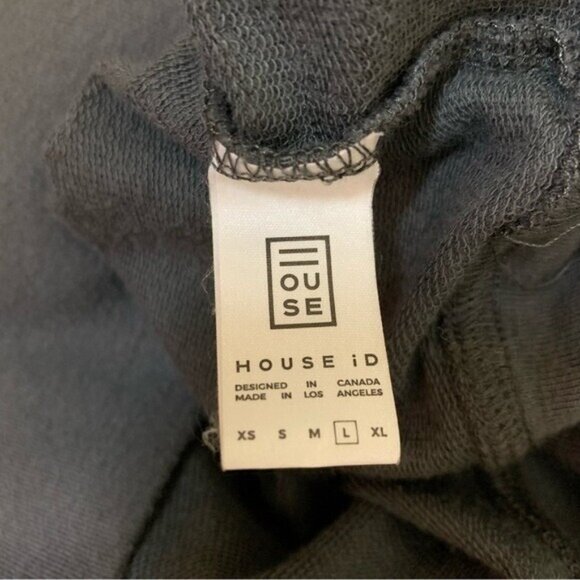 OU
SE
HOUSE iD
DESIGNED IN CANADA
MADE IN LOS ANGELES
XS S M L XL